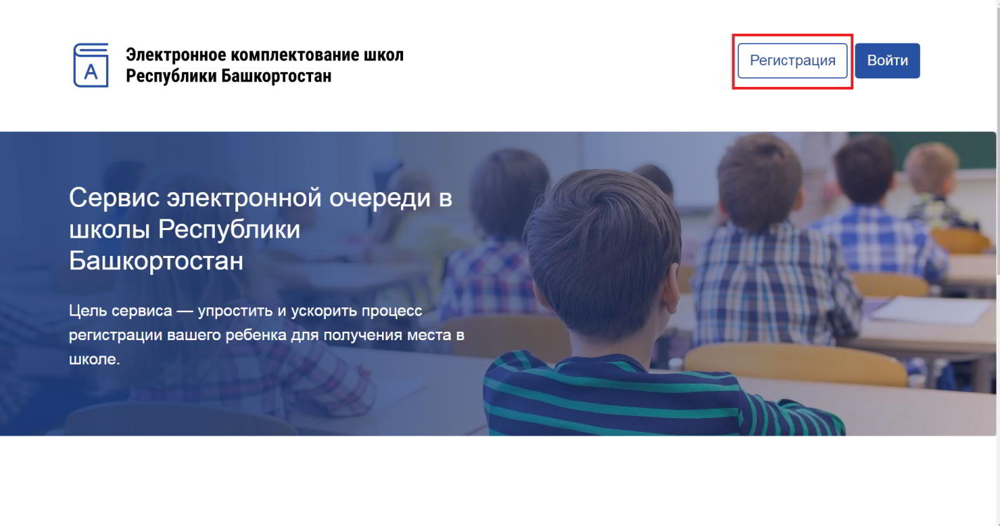 Электронное комплектование школ
Республики Башкортостан
A
Регистрация
Войти
Сервис электронной очереди в
школы Республики
Башкортостан
Цель сервиса — упростить и ускорить процесс
регистрации вашего ребенка для получения места в
школе.